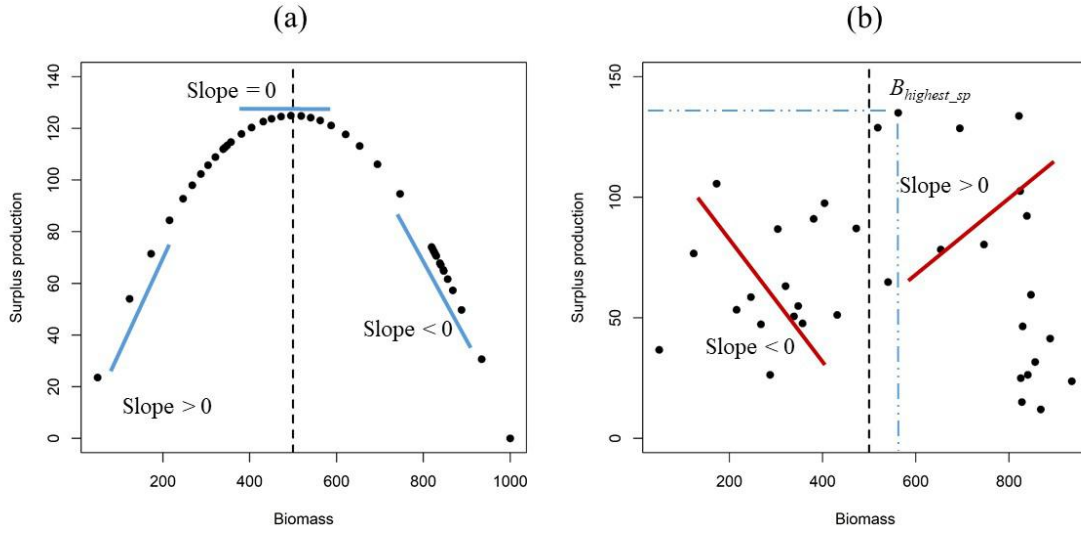 (a)
Surplus production
140
120
100
80
60
40
20
0
Slope = 0
Slope < 0
Slope > 0
200
400
600
800
1000
Biomass
(b)
Surplus production
150
100
50
0
B highest_sp
Slope > 0
Slope < 0
200
400
600
800
Biomass